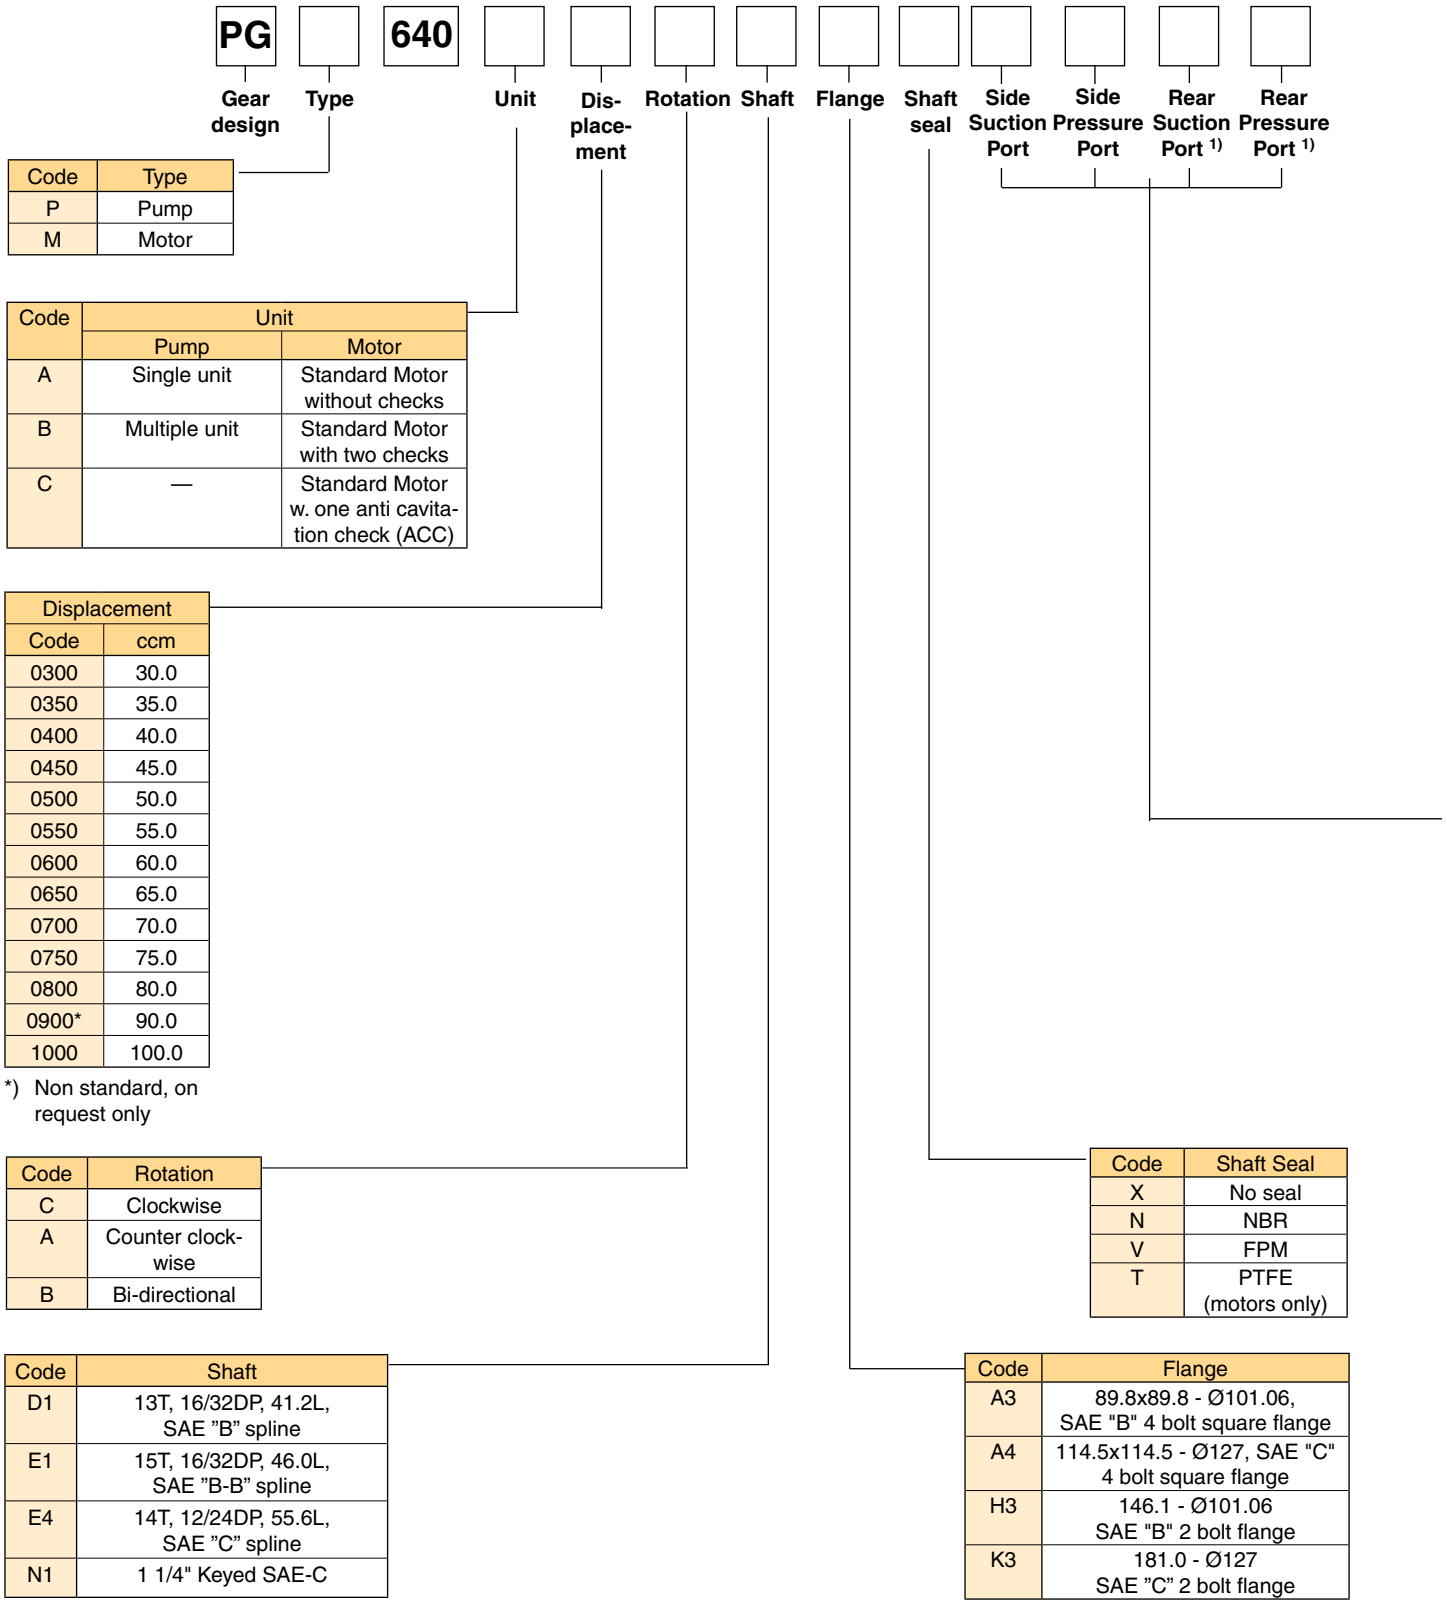 PG 640
Gear design
Type
Unit
Dis-
place-
ment
Rotation
Shaft
Flange
Shaft seal
Side Suction Port
Side Pressure Port
Rear Suction Port 1)
Rear Pressure Port 1)
Code Type
P Pump
M Motor
Code Unit
Pump Motor
A Single unit Standard Motor
without checks
B Multiple unit Standard Motor
with two checks
C — Standard Motor
w. one anti cavita-
tion check (ACC)
Displacement
Code ccm
0300 30.0
0350 35.0
0400 40.0
0450 45.0
0500 50.0
0550 55.0
0600 60.0
0650 65.0
0700 70.0
0750 75.0
0800 80.0
0900* 90.0
1000 100.0
*) Non standard, on
request only
Code Rotation
C Clockwise
A Counter clock-
wise
B Bi-directional
Code Shaft
D1 13T, 16/32DP, 41.2L,
SAE ”B” spline
E1 15T, 16/32DP, 46.0L,
SAE ”B-B” spline
E4 14T, 12/24DP, 55.6L,
SAE ”C” spline
N1 1 1/4" Keyed SAE-C
Code Shaft Seal
X No seal
N NBR
V FPM
T PTFE
(motors only)
Code Flange
A3 89.8x89.8 - Ø101.06,
SAE "B" 4 bolt square flange
A4 114.5x114.5 - Ø127, SAE "C"
4 bolt square flange
H3 146.1 - Ø101.06
SAE "B" 2 bolt flange
K3 181.0 - Ø127
SAE ”C” 2 bolt flange